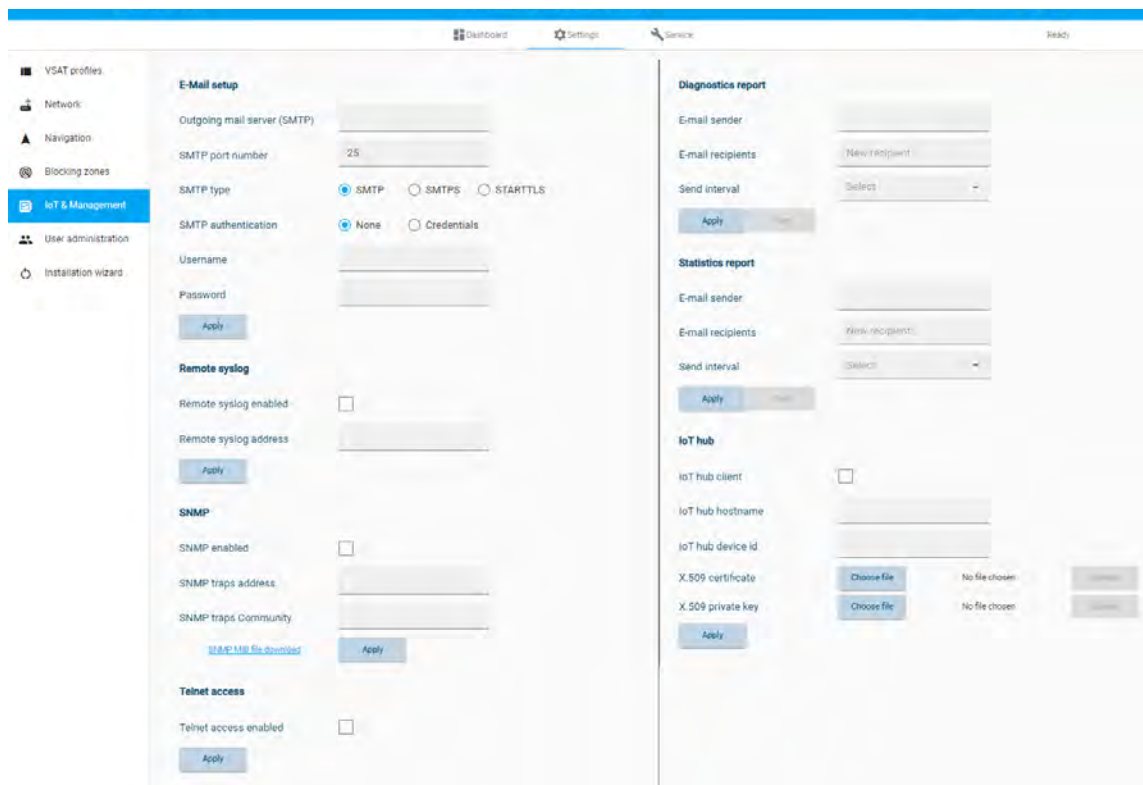 Dashboard
Settings
Service
Ready
VSAT profiles
Network
Navigation
Blocking zones
IoT & Management
User administration
Installation wizard
E-Mail setup
Outgoing mail server (SMTP)
SMTP port number 25
SMTP type SMTP SMTPS STARTTLS
SMTP authentication None Credentials
Username
Password
Apply
Remote syslog
Remote syslog enabled
Remote syslog address
Apply
SNMP
SNMP enabled
SNMP traps address
SNMP traps Community
SNMP MIB file download Apply
Telnet access
Telnet access enabled
Apply
Diagnostics report
E-mail sender
E-mail recipients New recipient
Send interval Select
Apply
Statistics report
E-mail sender
E-mail recipients New recipient
Send interval Select
Apply
IoT hub
IoT hub client
IoT hub hostname
IoT hub device id
X.509 certificate Choose file No file chosen
X.509 private key Choose file No file chosen
Apply